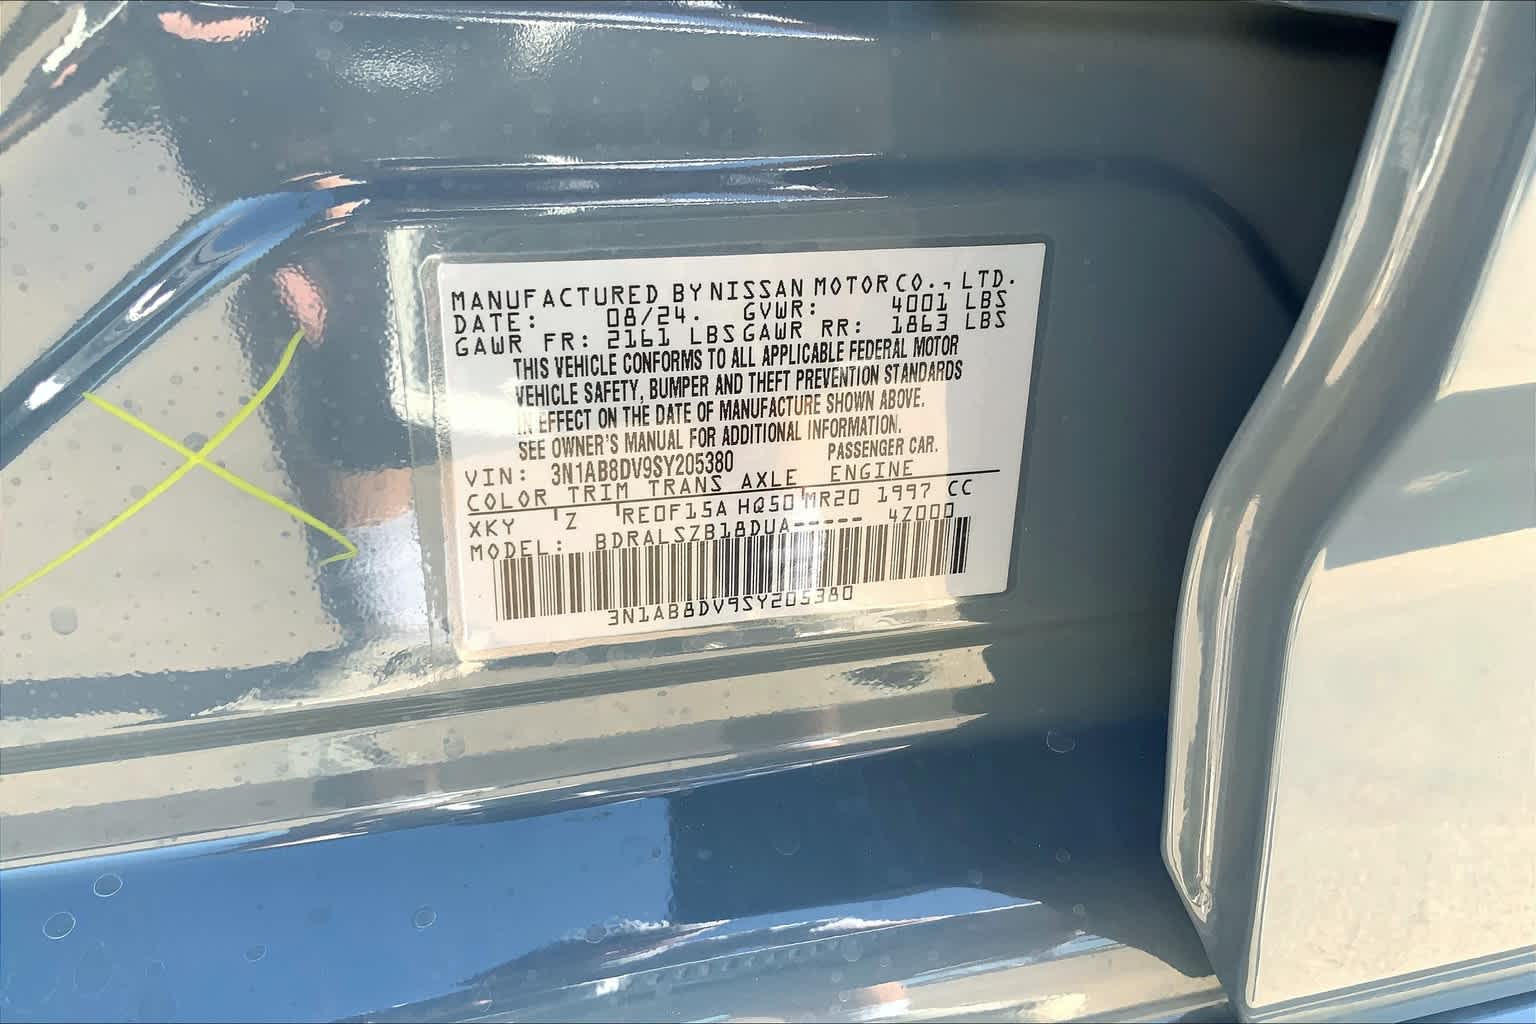 MANUFACTURED BY NISSAN MOTOR CO., LTD.
DATE: 08/24. GVWR: 4001 LBS
GAWR FR: 2161 LBS GAWR RR: 1863 LBS
THIS VEHICLE CONFORMS TO ALL APPLICABLE FEDERAL MOTOR
VEHICLE SAFETY, BUMPER AND THEFT PREVENTION STANDARDS
IN EFFECT ON THE DATE OF MANUFACTURE SHOWN ABOVE.
SEE OWNER'S MANUAL FOR ADDITIONAL INFORMATION.
VIN: 3N1AB8DV9SY205380 PASSENGER CAR.
COLOR TRIM TRANS AXLE ENGINE
XKY Z RE0F15A HQ50 MR20 1997 CC
MODEL: BDRALSZB18DUA----- 4Z000
3N1AB8DV9SY205380